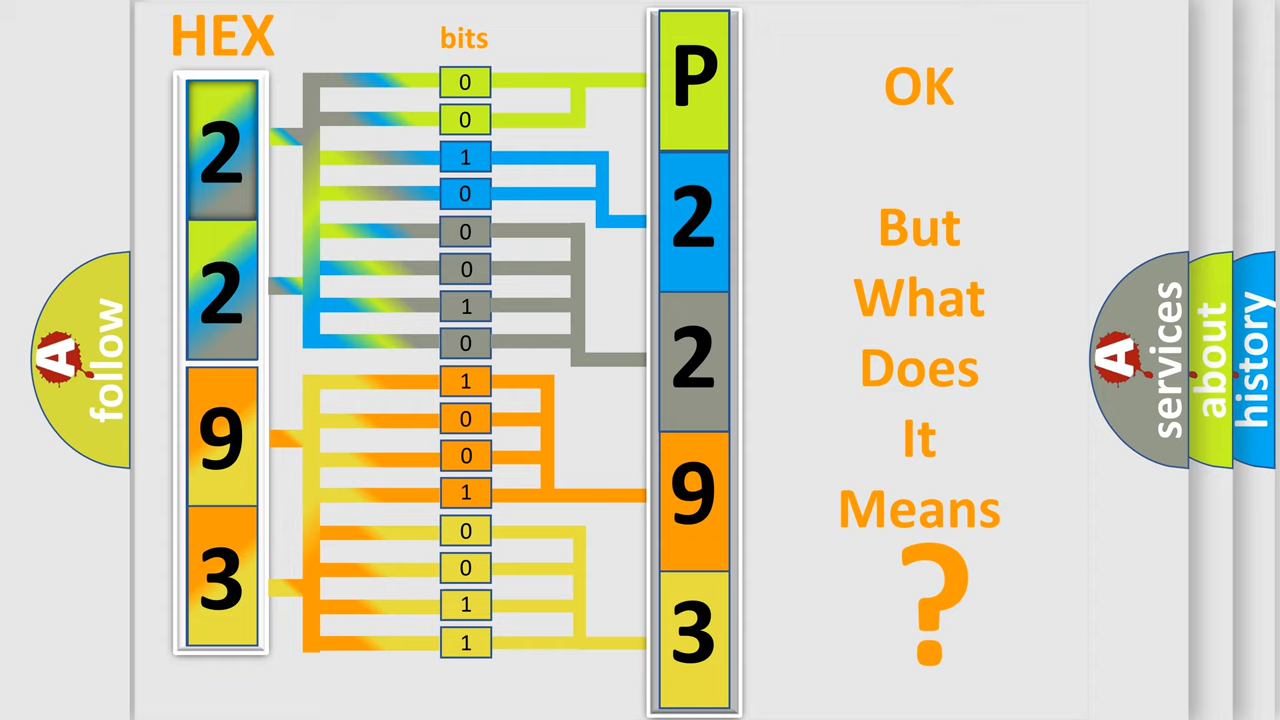 HEX
bits
2
2
9
3
0
0
1
0
0
0
1
0
1
0
0
1
0
0
1
1
P
2
2
9
3
OK
But
What
Does
It
Means
?
A
follow
A
services
about
history